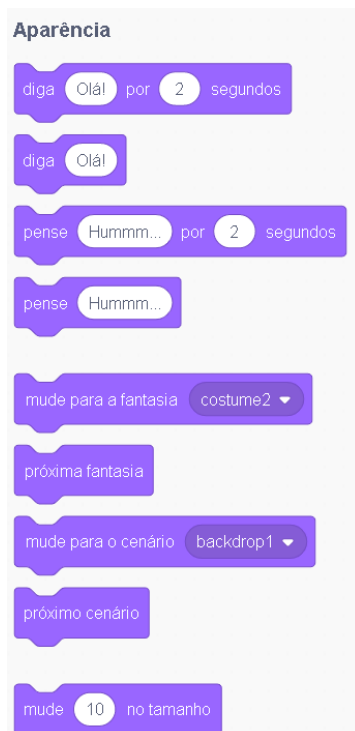 Aparência
diga Olá! por 2 segundos
diga Olá!
pense Hummm... por 2 segundos
pense Hummm...
mude para a fantasia costume2
próxima fantasia
mude para o cenário backdrop1
próximo cenário
mude 10 no tamanho